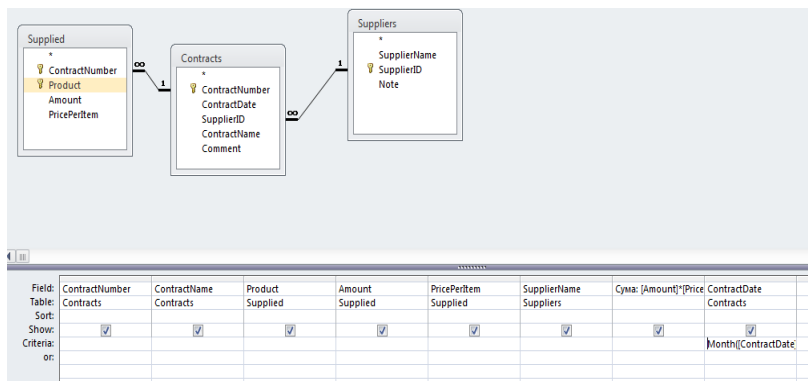 Supplied
*
ContractNumber
Product
Amount
PricePerItem
Contracts
*
ContractNumber
ContractDate
SupplierID
ContractName
Comment
Suppliers
*
SupplierName
SupplierID
Note
∞ 1
∞ 1
Field: ContractNumber ContractName Product Amount PricePerItem SupplierName Сума: [Amount]*[Price ContractDate
Table: Contracts Contracts Supplied Supplied Supplied Suppliers Contracts
Sort:
Show:
Criteria: Month([ContractDate]
or: